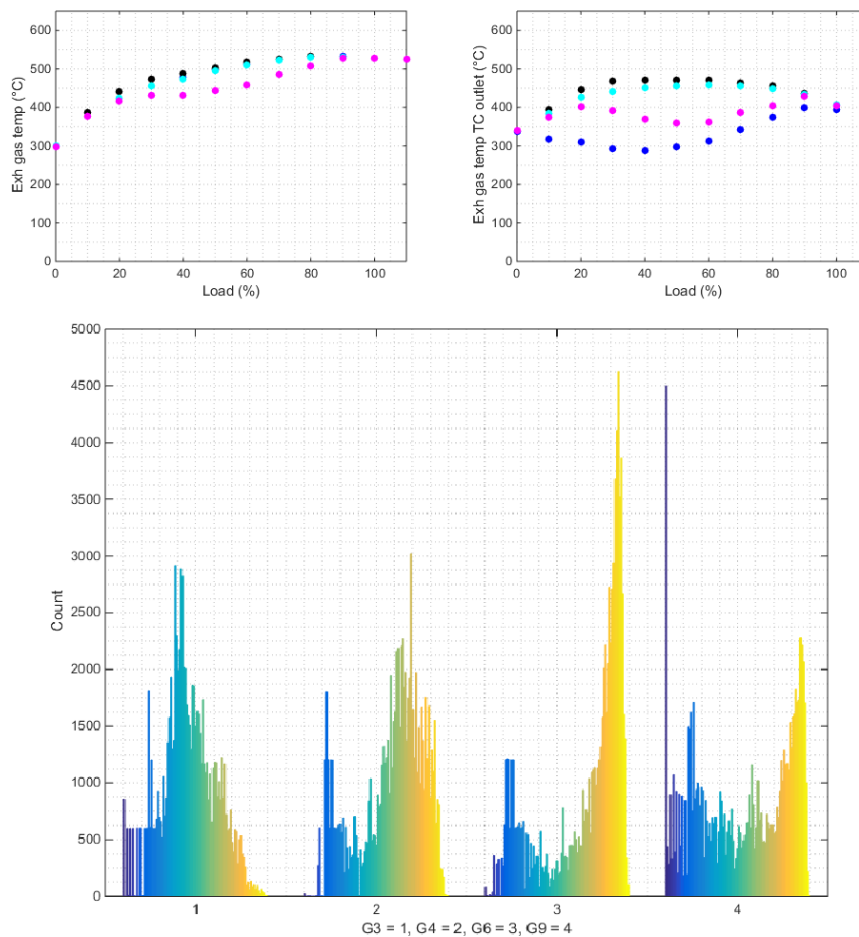 600
500
400
300
200
100
0
Exh gas temp (°C)
0 20 40 60 80 100
Load (%)
600
500
400
300
200
100
0
Exh gas temp TC outlet (°C)
0 20 40 60 80 100
Load (%)
5000
4500
4000
3500
3000
2500
2000
1500
1000
500
0
Count
1 2 3 4
G3 = 1, G4 = 2, G6 = 3, G9 = 4